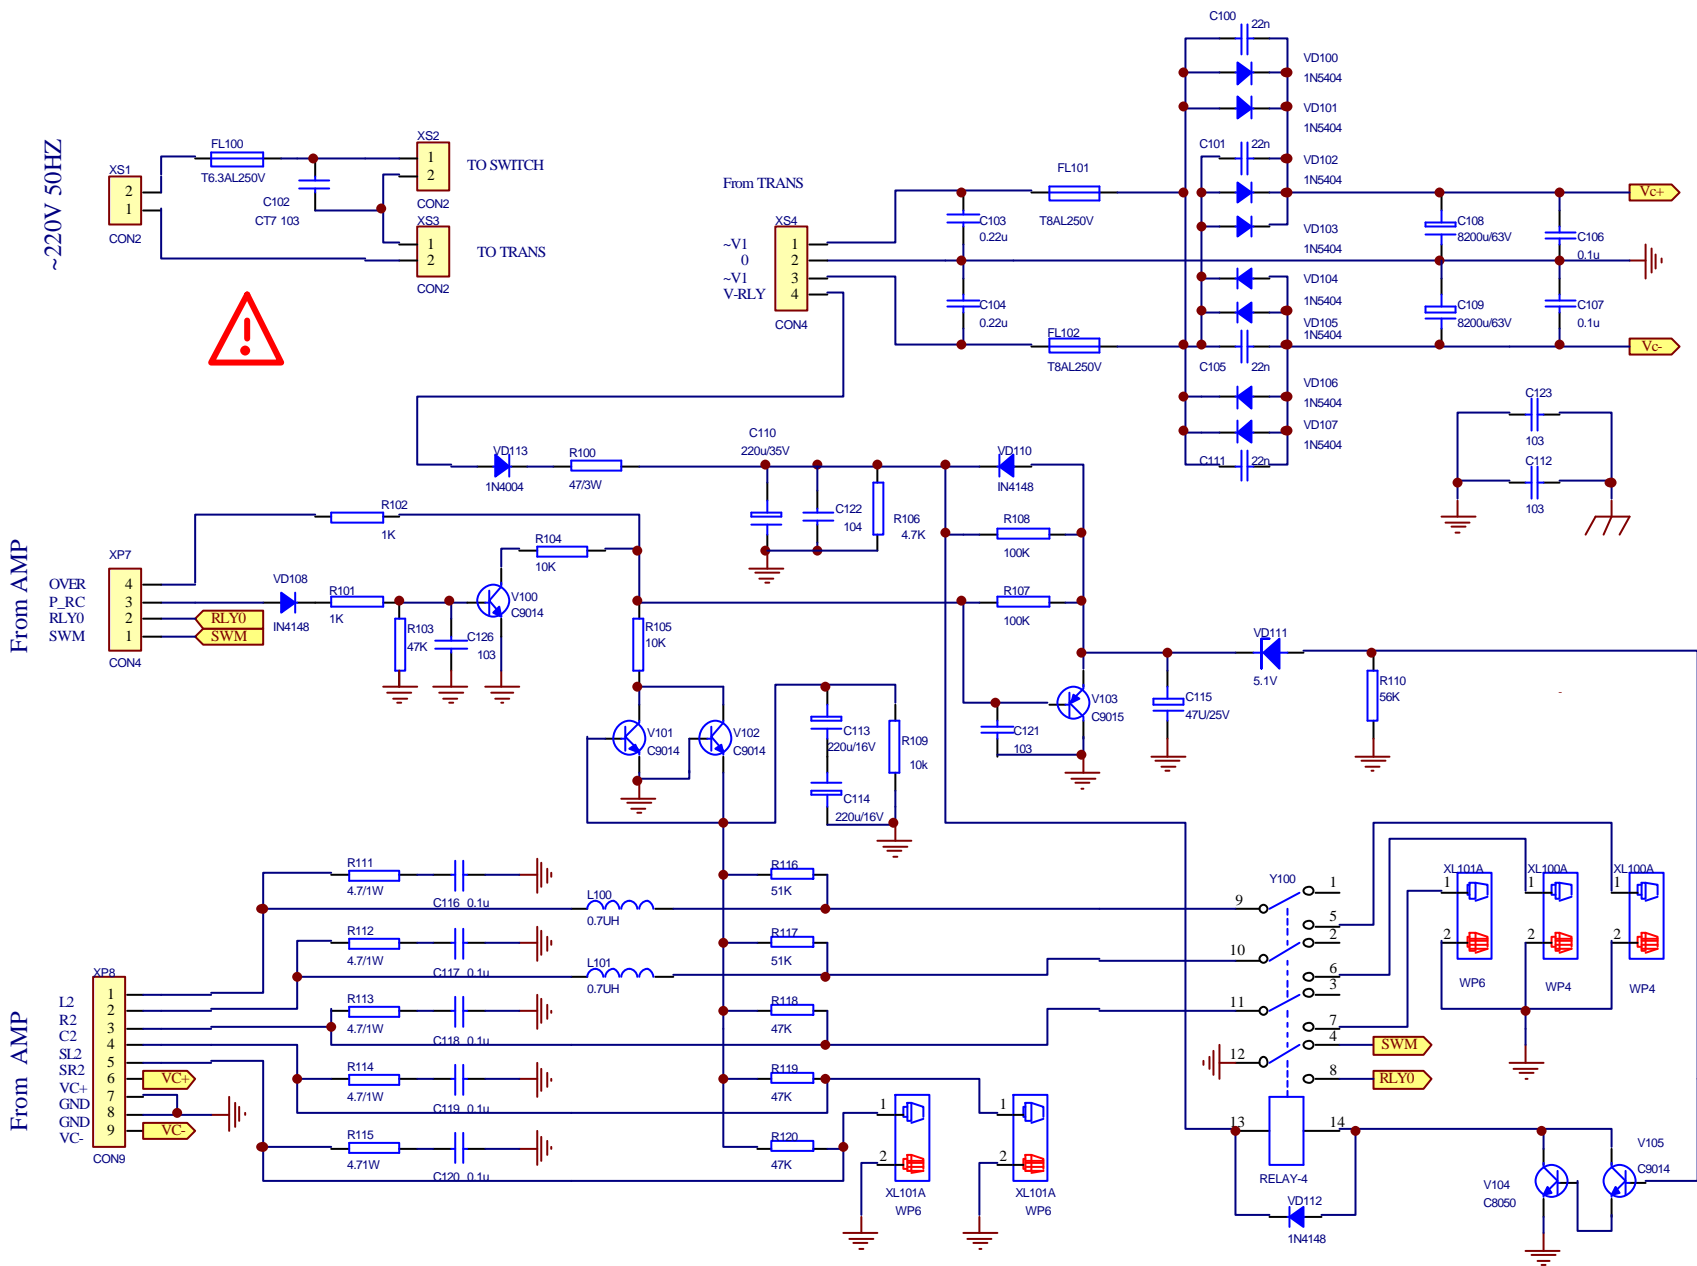 ~220V 50HZ
XS1
2
1
CON2
FL100
T6.3AL250V
C102
CT7 103
XS2
1
2
CON2
TO SWITCH
XS3
1
2
CON2
TO TRANS
From TRANS
XS4
~V1
0
~V1
V-RLY
1
2
3
4
CON4
C103
0.22u
C104
0.22u
FL101
T8AL250V
FL102
T8AL250V
C100
22n
VD100
1N5404
VD101
1N5404
C101
22n
VD102
1N5404
VD103
1N5404
VD104
1N5404
VD105
1N5404
C105
22n
VD106
1N5404
VD107
1N5404
C111
22n
C108
8200u/63V
C106
0.1u
C109
8200u/63V
C107
0.1u
Vc+
Vc-
C123
103
C112
103
VD113
1N4004
R100
47/3W
C110
220u/35V
C122
104
R106
4.7K
VD110
IN4148
R108
100K
R107
100K
From AMP
XP7
OVER
P_RC
RLY0
SWM
4
3
2
1
CON4
RLY0
SWM
R102
1K
VD108
IN4148
R101
1K
R103
47K
C126
103
V100
C9014
R104
10K
R105
10K
V101
C9014
V102
C9014
C113
220u/16V
C114
220u/16V
R109
10k
C121
103
V103
C9015
C115
47U/25V
VD111
5.1V
R110
56K
From AMP
XP8
L2
R2
C2
SL2
SR2
VC+
GND
GND
VC-
1
2
3
4
5
6
7
8
9
CON9
VC+
VC-
R111
4.7/1W
C116 0.1u
R112
4.7/1W
C117 0.1u
R113
4.7/1W
C118 0.1u
R114
4.7/1W
C119 0.1u
R115
4.71W
C120 0.1u
L100
0.7UH
L101
0.7UH
R116
51K
R117
51K
R118
47K
R119
47K
R120
47K
1
2
XL101A
WP6
1
2
XL101A
WP6
Y100
9
1
5
10
2
6
11
3
7
12
4
8
SWM
RLY0
13
14
RELAY-4
VD112
1N4148
XL101A
1
2
WP6
XL100A
1
2
WP4
XL100A
1
2
WP4
V104
C8050
V105
C9014